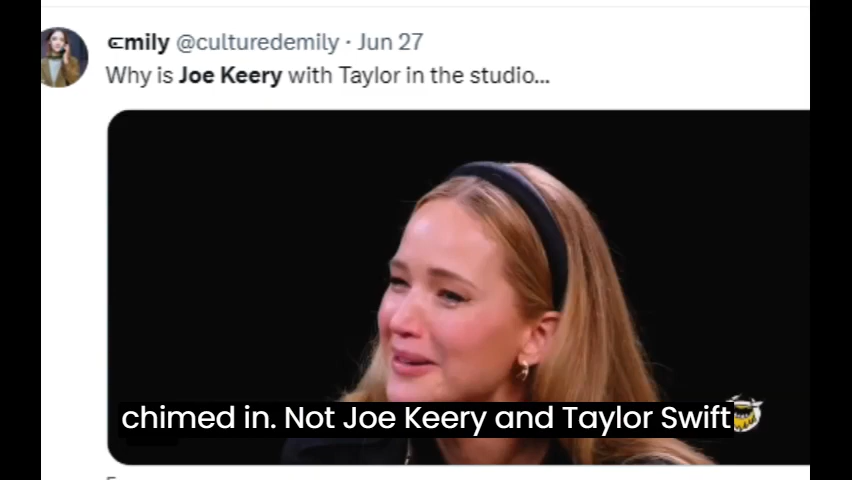 ꞓmily @culturedemily · Jun 27
Why is Joe Keery with Taylor in the studio...
chimed in. Not Joe Keery and Taylor Swift